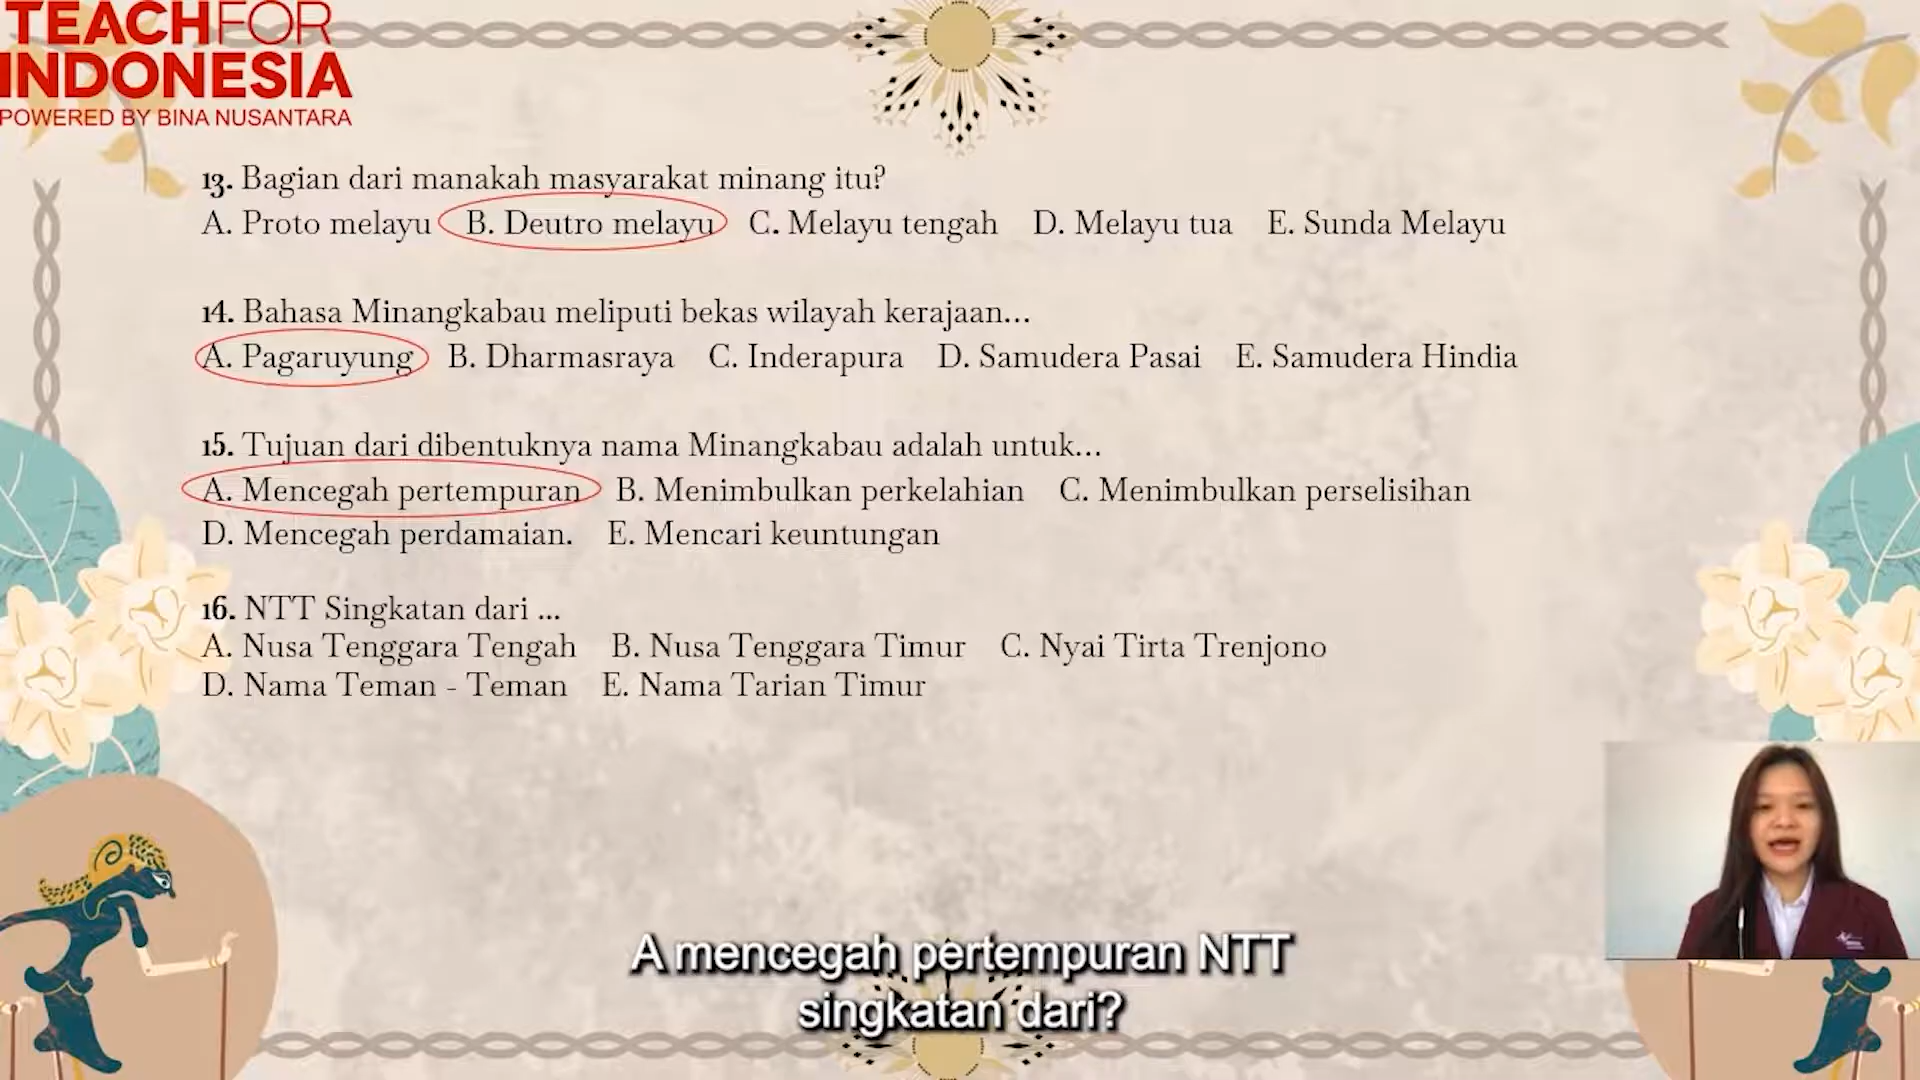 TEACH FOR
INDONESIA
POWERED BY BINA NUSANTARA
13. Bagian dari manakah masyarakat minang itu?
A. Proto melayu B. Deutro melayu C. Melayu tengah D. Melayu tua E. Sunda Melayu
14. Bahasa Minangkabau meliputi bekas wilayah kerajaan...
A. Pagaruyung B. Dharmasraya C. Inderapura D. Samudera Pasai E. Samudera Hindia
15. Tujuan dari dibentuknya nama Minangkabau adalah untuk...
A. Mencegah pertempuran B. Menimbulkan perkelahian C. Menimbulkan perselisihan
D. Mencegah perdamaian. E. Mencari keuntungan
16. NTT Singkatan dari ...
A. Nusa Tenggara Tengah B. Nusa Tenggara Timur C. Nyai Tirta Trenjono
D. Nama Teman - Teman E. Nama Tarian Timur
A mencegah pertempuran NTT
singkatan dari?